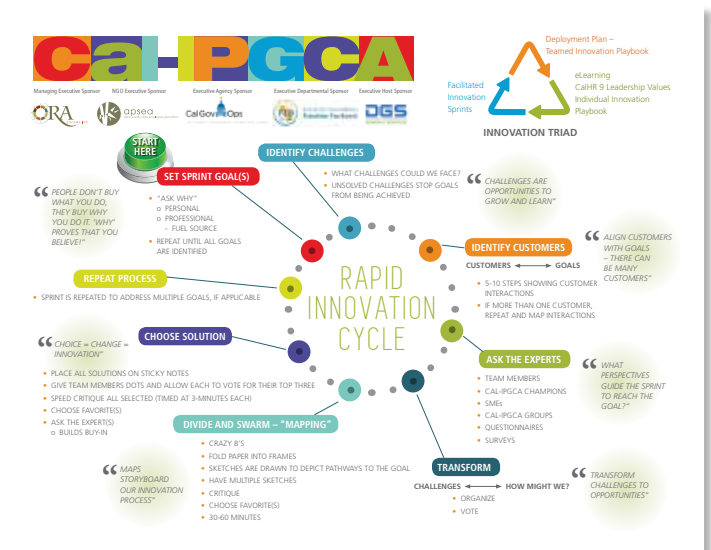 Cal-IPGCA
Managing Executive Sponsor
NGO Executive Sponsor
Executive Agency Sponsor
Executive Departmental Sponsor
Executive Host Sponsor
ORA
apsea
CalGovOps
DGS
Deployment Plan –
Teamed Innovation Playbook
Facilitated
Innovation
Sprints
eLearning
CalHR 9 Leadership Values
Individual Innovation
Playbook
INNOVATION TRIAD
START
HERE
SET SPRINT GOAL(S)
• "ASK WHY"
o PERSONAL
o PROFESSIONAL
- FUEL SOURCE
• REPEAT UNTIL ALL GOALS
ARE IDENTIFIED
"PEOPLE DON'T BUY
WHAT YOU DO,
THEY BUY WHY
YOU DO IT. "WHY"
PROVES THAT YOU
BELIEVE!"
IDENTIFY CHALLENGES
• WHAT CHALLENGES COULD WE FACE?
• UNSOLVED CHALLENGES STOP GOALS
FROM BEING ACHIEVED
"CHALLENGES ARE
OPPORTUNITIES TO
GROW AND LEARN"
IDENTIFY CUSTOMERS
CUSTOMERS GOALS
• 5-10 STEPS SHOWING CUSTOMER
INTERACTIONS
• IF MORE THAN ONE CUSTOMER,
REPEAT AND MAP INTERACTIONS
"ALIGN CUSTOMERS
WITH GOALS
– THERE CAN
BE MANY
CUSTOMERS"
RAPID
INNOVATION
CYCLE
REPEAT PROCESS
• SPRINT IS REPEATED TO ADDRESS MULTIPLE GOALS, IF APPLICABLE
CHOOSE SOLUTION
"CHOICE = CHANGE =
INNOVATION"
• PLACE ALL SOLUTIONS ON STICKY NOTES
• GIVE TEAM MEMBERS DOTS AND ALLOW EACH TO VOTE FOR THEIR TOP THREE
• SPEED CRITIQUE ALL SELECTED (TIMED AT 3-MINUTES EACH)
• CHOOSE FAVORITE(S)
• ASK THE EXPERT(S)
o BUILDS BUY-IN
ASK THE EXPERTS
• TEAM MEMBERS
• CAL-IPGCA CHAMPIONS
• SMEs
• CAL-IPGCA GROUPS
• QUESTIONNAIRES
• SURVEYS
"WHAT
PERSPECTIVES
GUIDE THE SPRINT
TO REACH THE
GOAL?"
DIVIDE AND SWARM – "MAPPING"
• CRAZY 8'S
• FOLD PAPER INTO FRAMES
• SKETCHES ARE DRAWN TO DEPICT PATHWAYS TO THE GOAL
• HAVE MULTIPLE SKETCHES
• CRITIQUE
• CHOOSE FAVORITE(S)
• 30-60 MINUTES
"MAPS
STORYBOARD
OUR INNOVATION
PROCESS"
TRANSFORM
CHALLENGES HOW MIGHT WE?
• ORGANIZE
• VOTE
"TRANSFORM
CHALLENGES TO
OPPORTUNITIES"